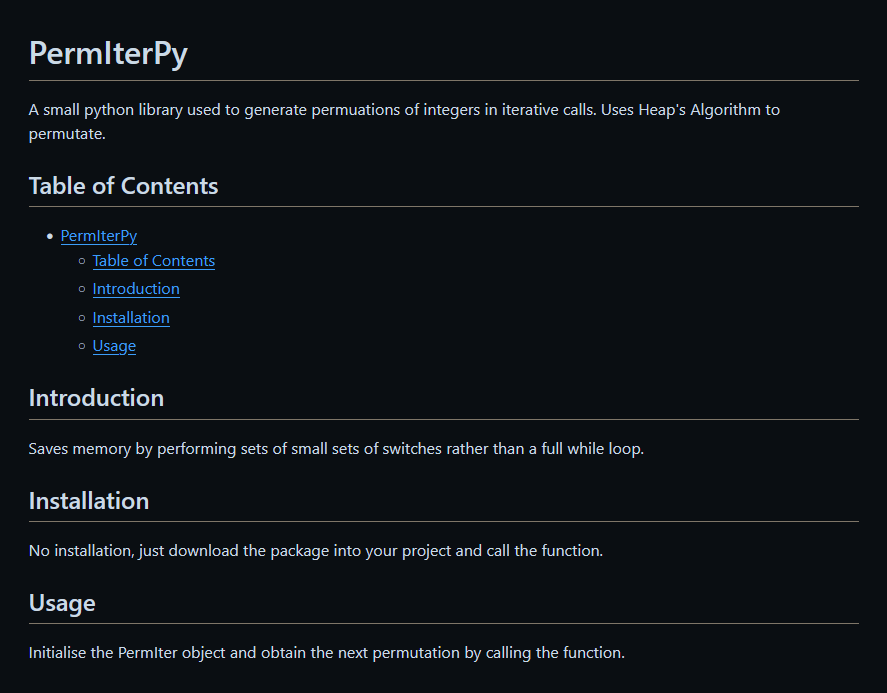 PermIterPy
A small python library used to generate permuations of integers in iterative calls. Uses Heap's Algorithm to
permutate.
Table of Contents
PermIterPy
Table of Contents
Introduction
Installation
Usage
Introduction
Saves memory by performing sets of small sets of switches rather than a full while loop.
Installation
No installation, just download the package into your project and call the function.
Usage
Initialise the PermIter object and obtain the next permutation by calling the function.